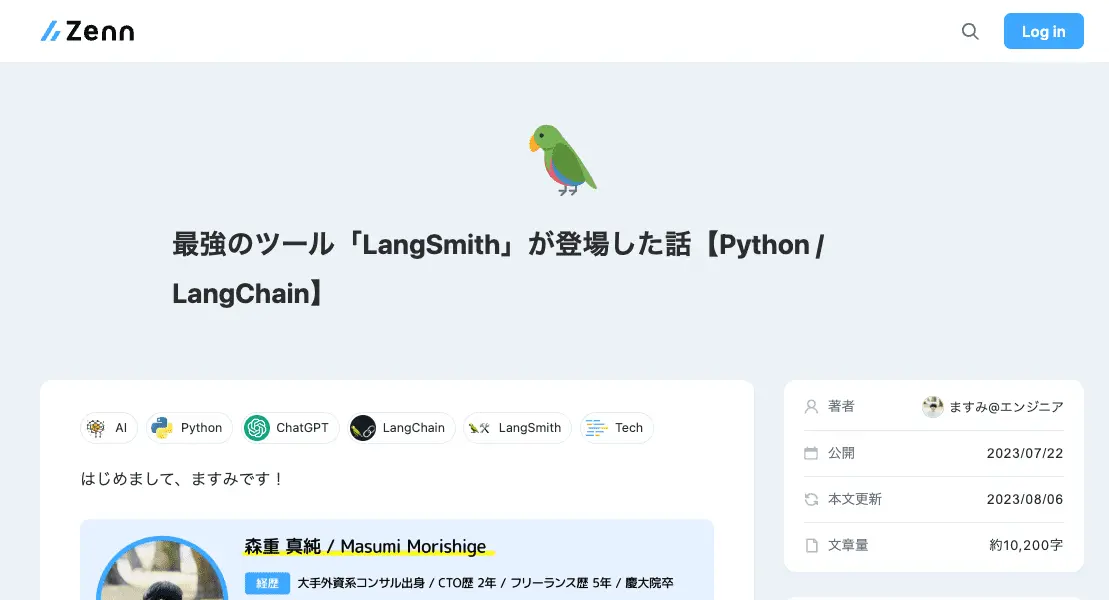 Zenn
Log in
最強のツール「LangSmith」が登場した話【Python /
LangChain】
AI
Python
ChatGPT
LangChain
LangSmith
Tech
はじめまして、ますみです！
森重 真純 / Masumi Morishige
経歴 大手外資系コンサル出身 / CTO歴 2年 / フリーランス歴 5年 / 慶大院卒
著者 ますみ@エンジニア
公開 2023/07/22
本文更新 2023/08/06
文章量 約10,200字